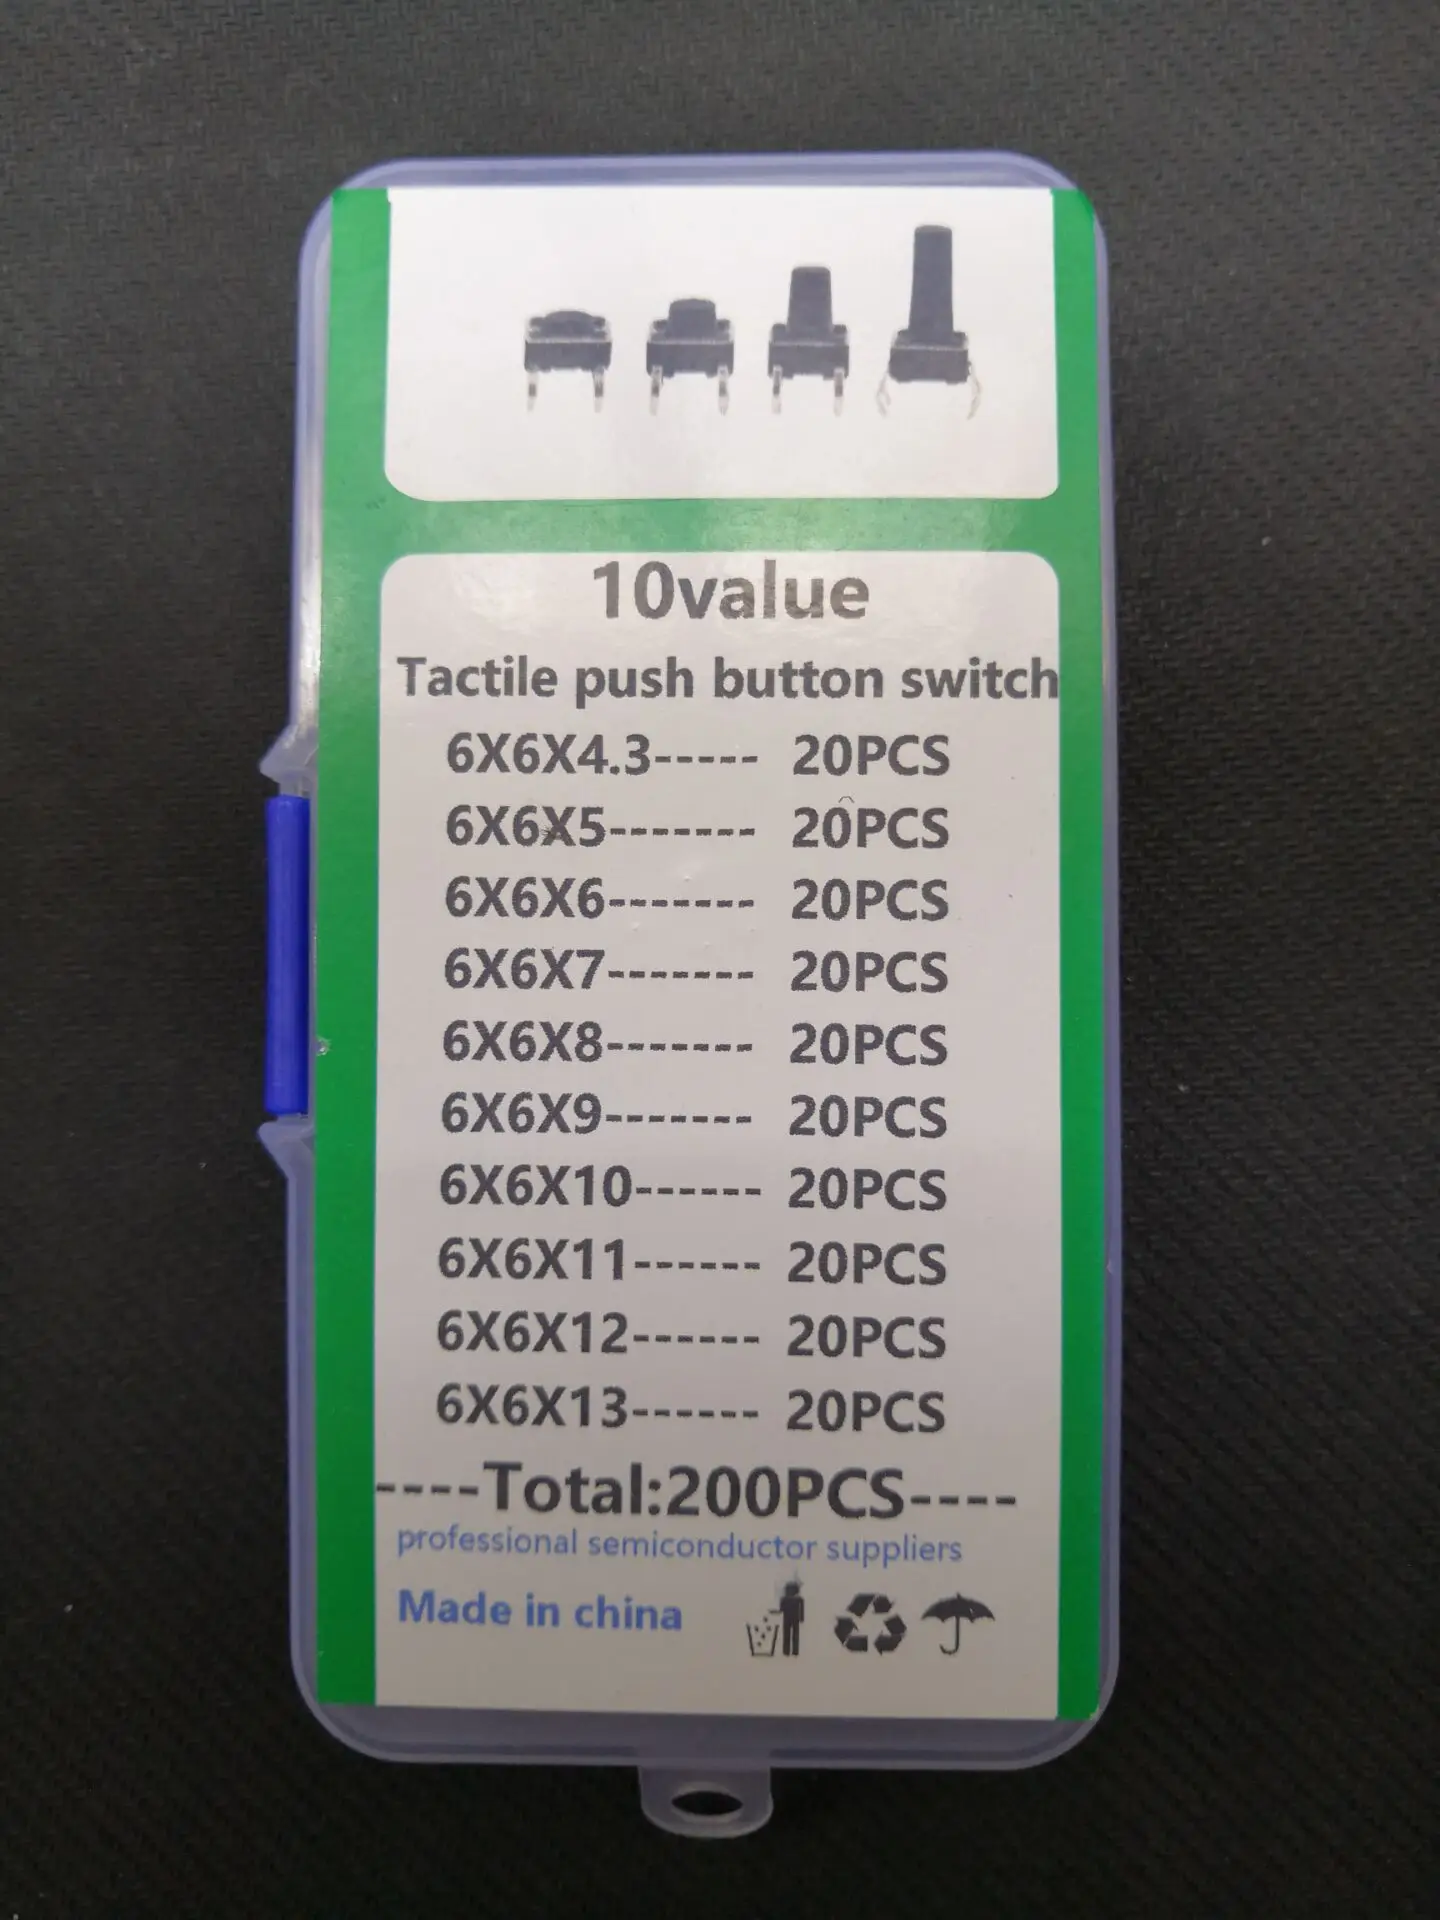 10value
Tactile push button switch
6X6X4.3----- 20PCS
6X6X5------- 20PCS
6X6X6------- 20PCS
6X6X7------- 20PCS
6X6X8------- 20PCS
6X6X9------- 20PCS
6X6X10------ 20PCS
6X6X11------ 20PCS
6X6X12------ 20PCS
6X6X13------ 20PCS
----Total:200PCS----
professional semiconductor suppliers
Made in china